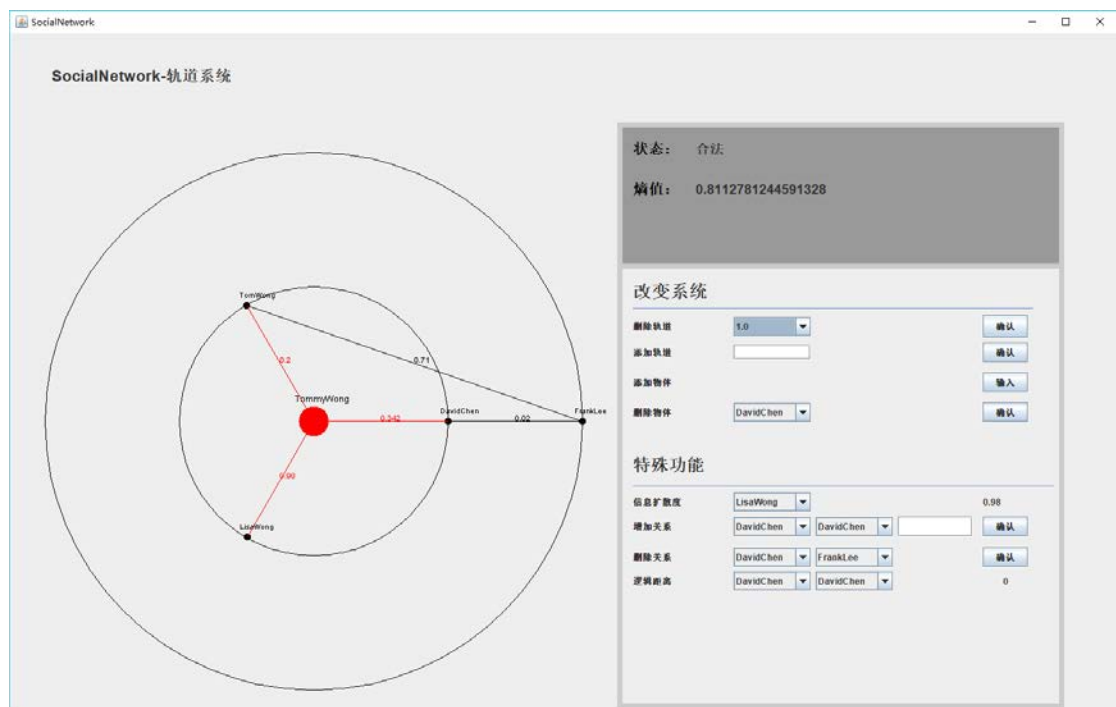 SocialNetwork
SocialNetwork-轨道系统
状态： 合法
熵值： 0.8112781244591328
TomWong
0.2
0.71
TommyWong
DavidChen
FrankLee
0.342
0.02
0.98
LisaWong
改变系统
删除轨道 1.0 确认
添加轨道 确认
添加物体 输入
删除物体 DavidChen 确认
特殊功能
信息扩散度 LisaWong 0.98
增加关系 DavidChen DavidChen 确认
删除关系 DavidChen FrankLee 确认
逻辑距离 DavidChen DavidChen 0